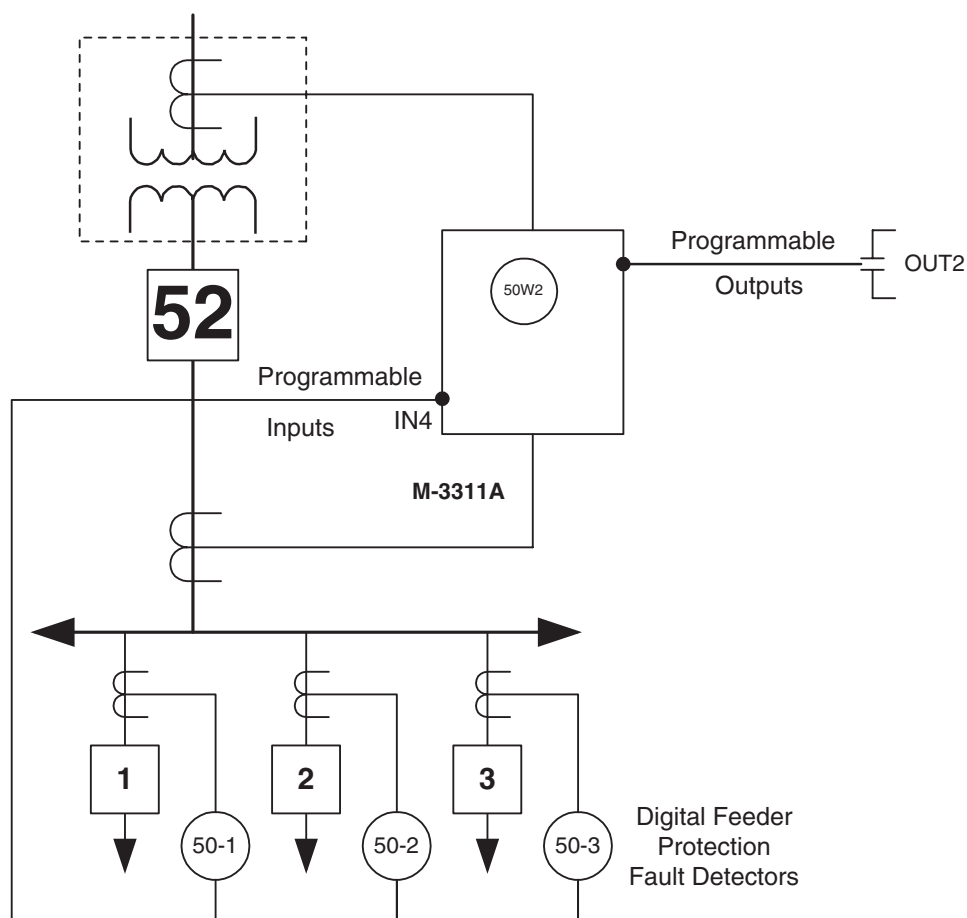 Programmable
OUT2
Outputs
50W2
52
Programmable
IN4
Inputs
M-3311A
1
2
3
50-1
50-2
50-3
Digital Feeder
Protection
Fault Detectors